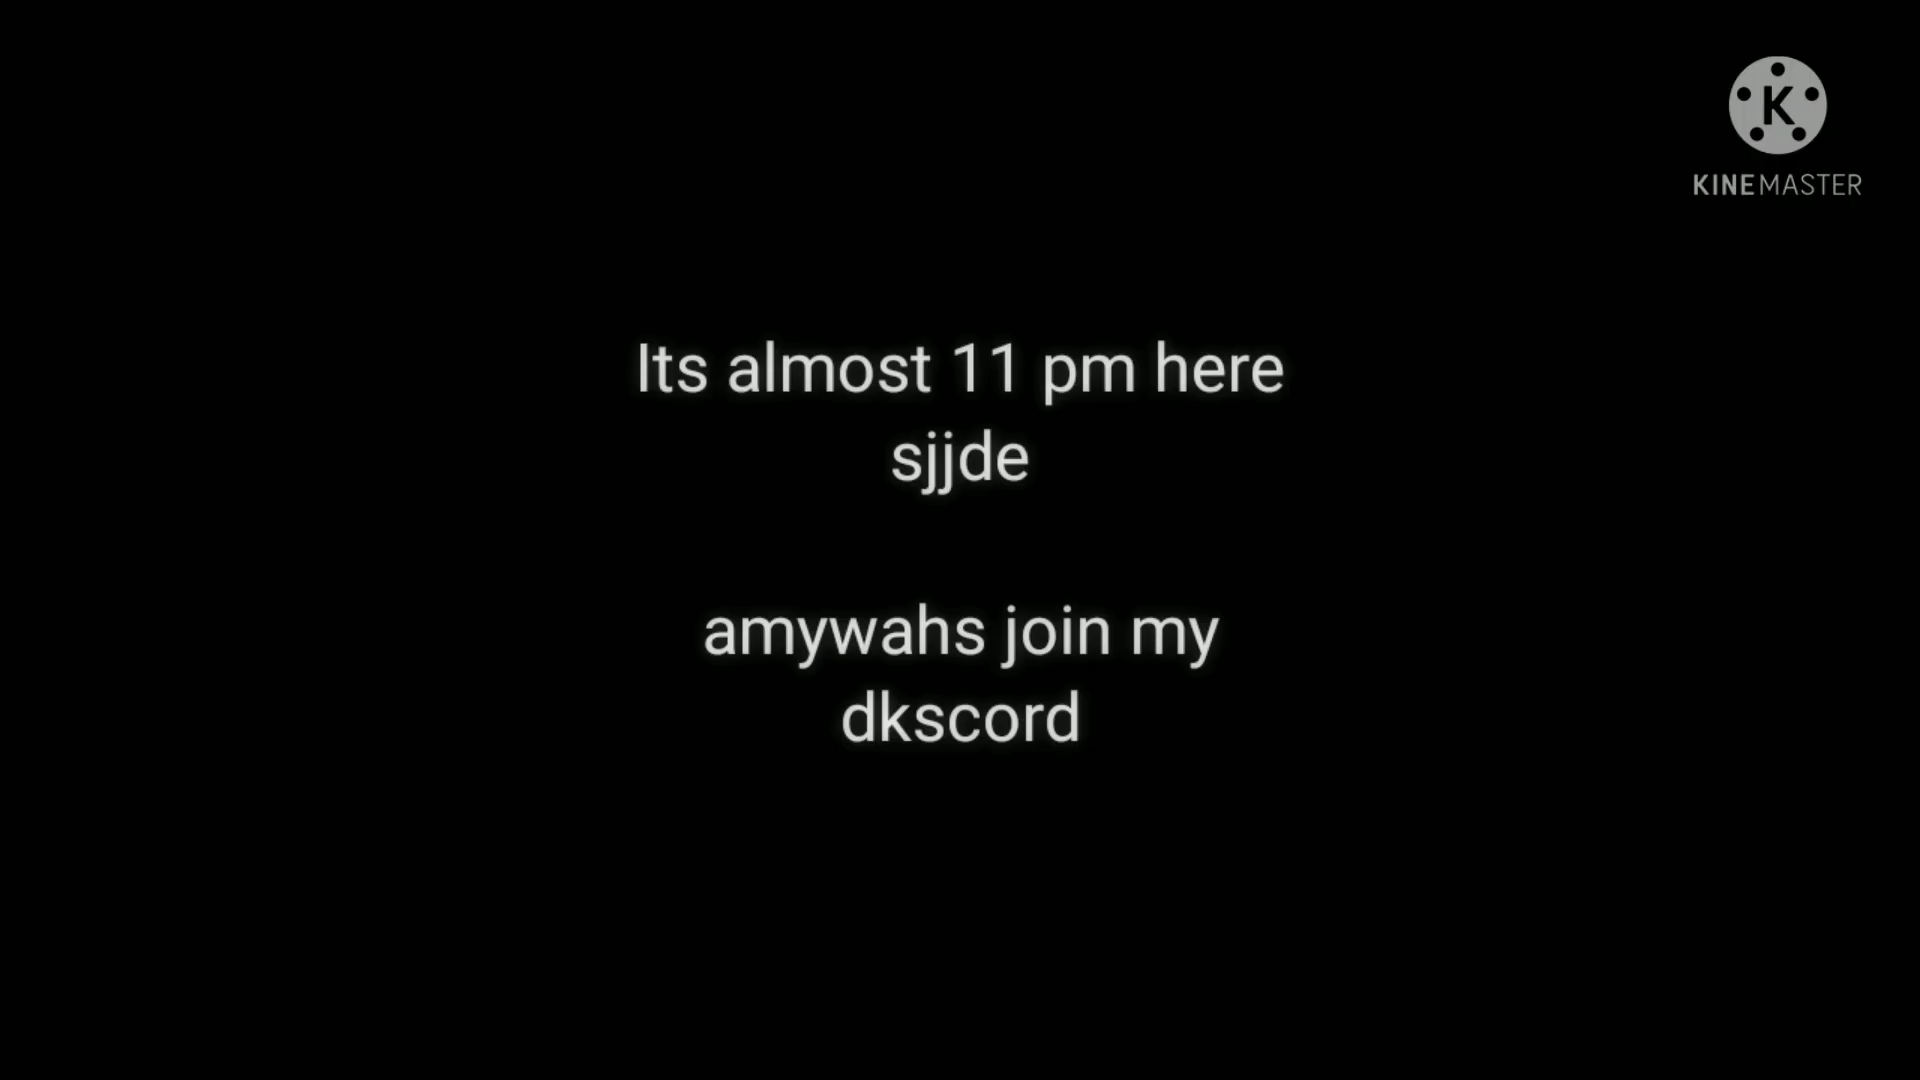 K
KINEMASTER
Its almost 11 pm here
sjjde
amywahs join my
dkscord